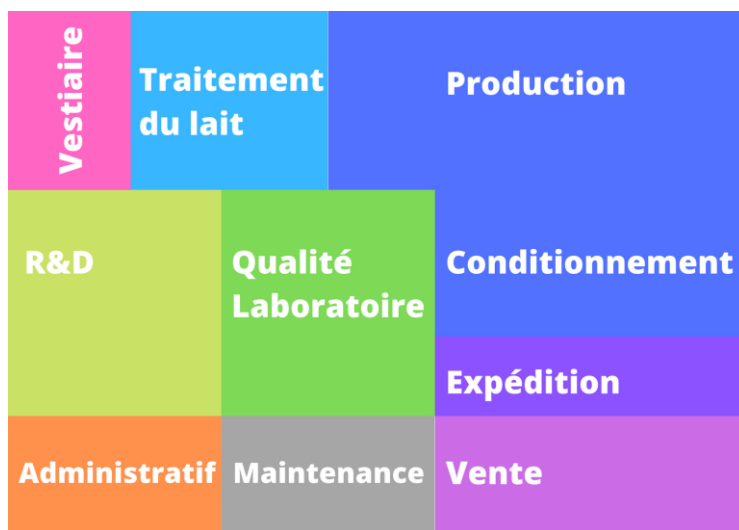 Vestiaire
Traitement
du lait
Production
R&D
Qualité
Laboratoire
Conditionnement
Expédition
Administratif
Maintenance
Vente